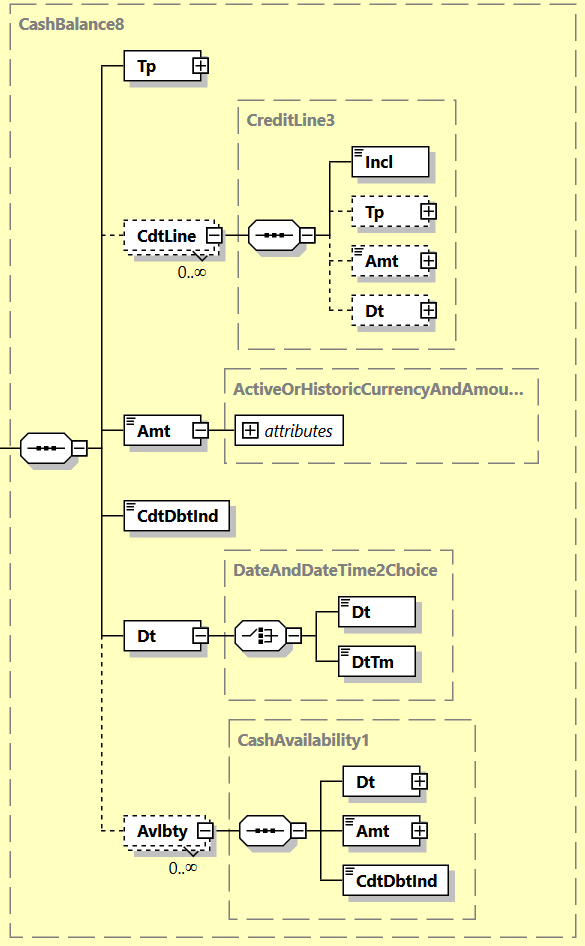 CashBalance8
Tp
CreditLine3
Incl
Tp
CdtLine
0..∞
Amt
Dt
ActiveOrHistoricCurrencyAndAmou...
Amt
attributes
CdtDbtInd
DateAndDateTime2Choice
Dt
Dt
DtTm
CashAvailability1
Dt
Avlbty
0..∞
Amt
CdtDbtInd